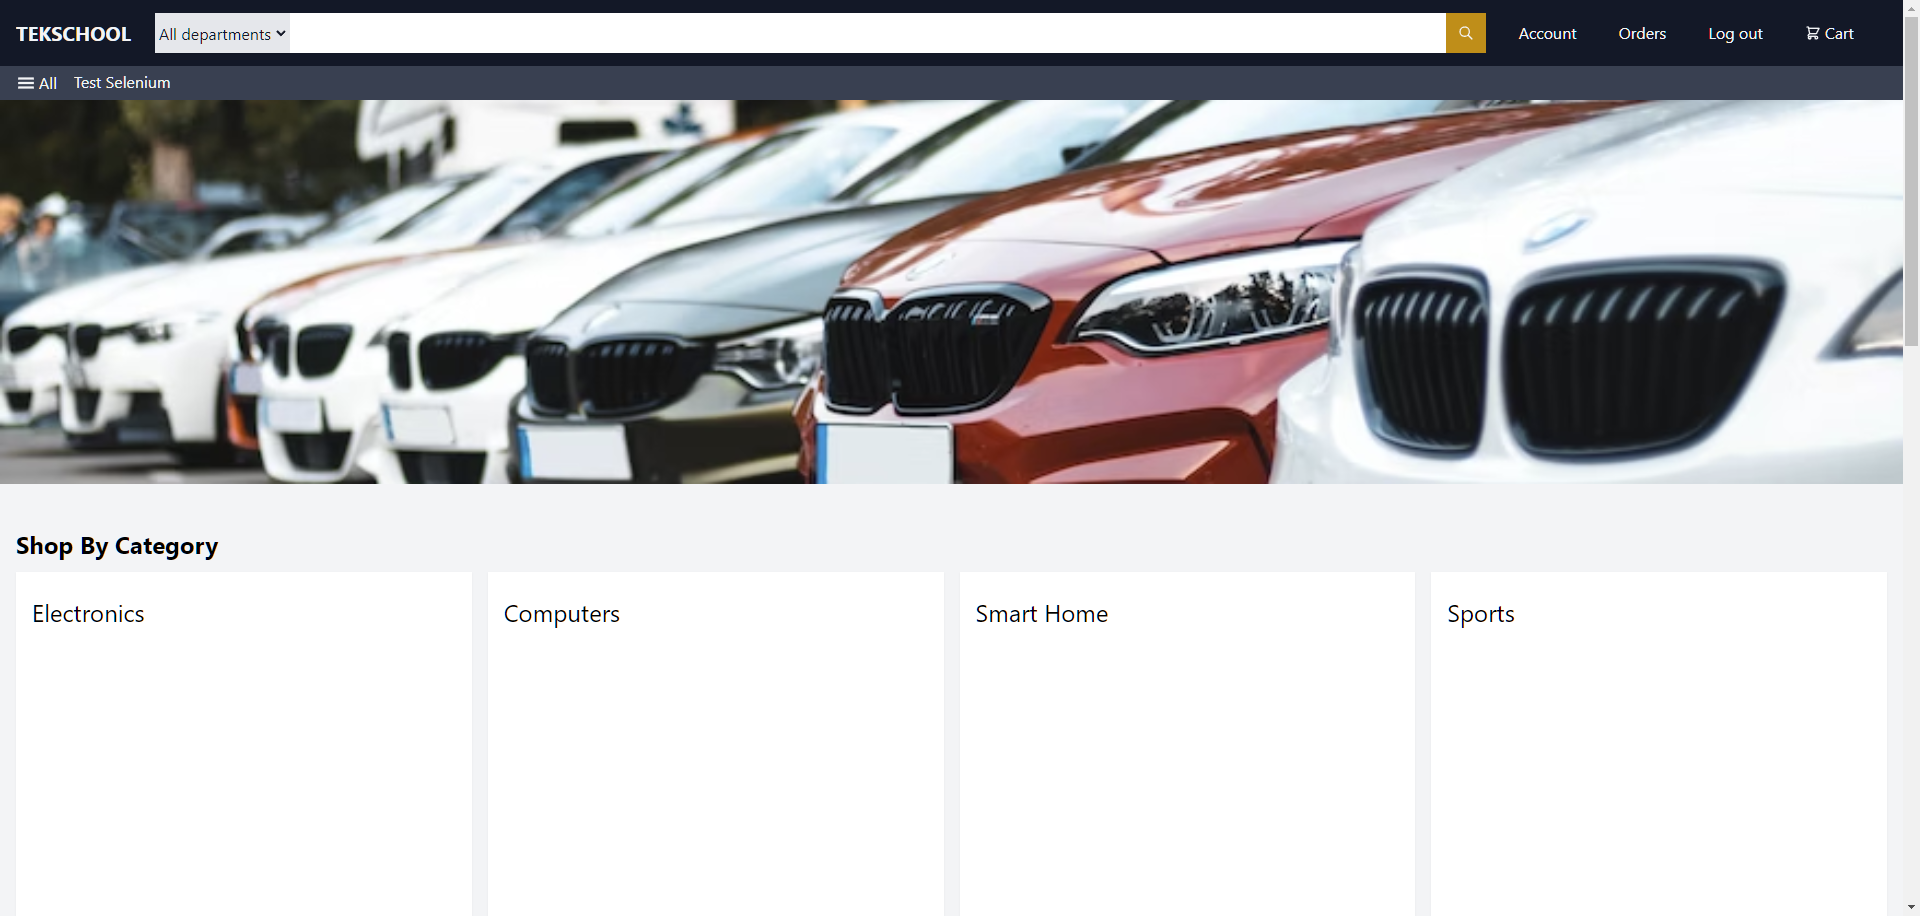 TEKSCHOOL All departments Account Orders Log out Cart
All Test Selenium
Shop By Category
Electronics Computers Smart Home Sports